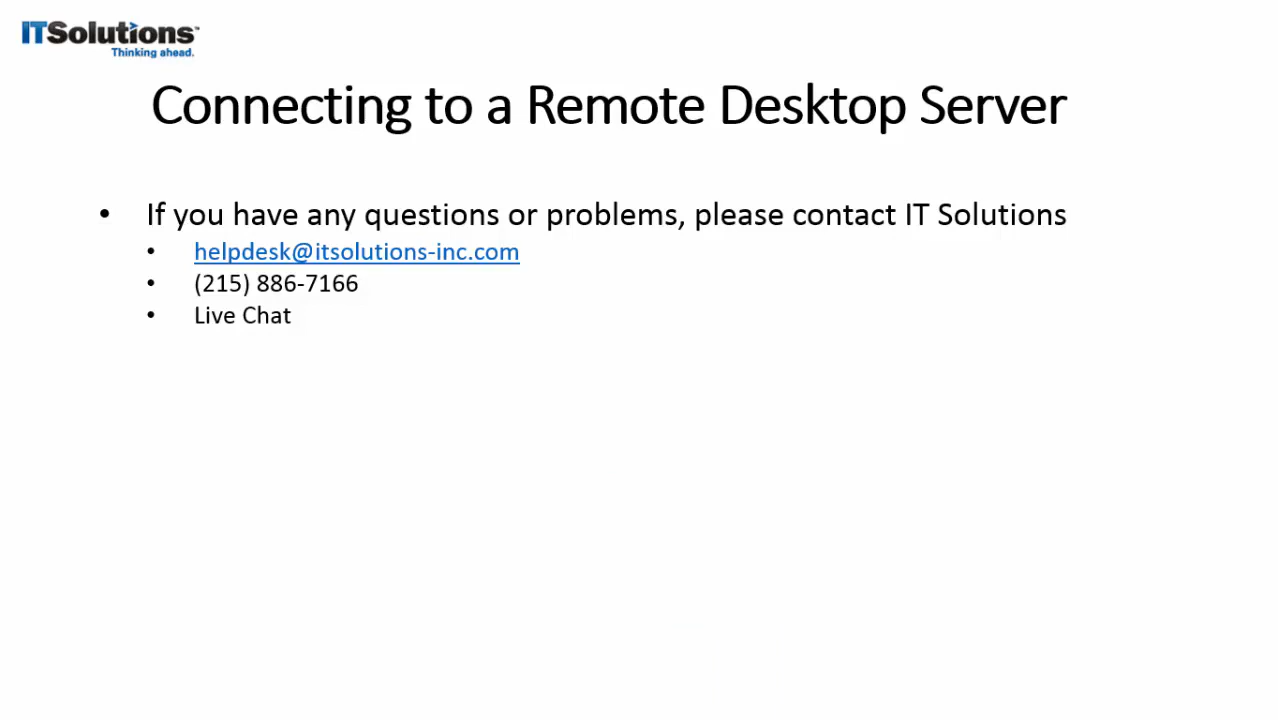 ITSolutions™
Thinking ahead.
Connecting to a Remote Desktop Server
• If you have any questions or problems, please contact IT Solutions
• helpdesk@itsolutions-inc.com
• (215) 886-7166
• Live Chat